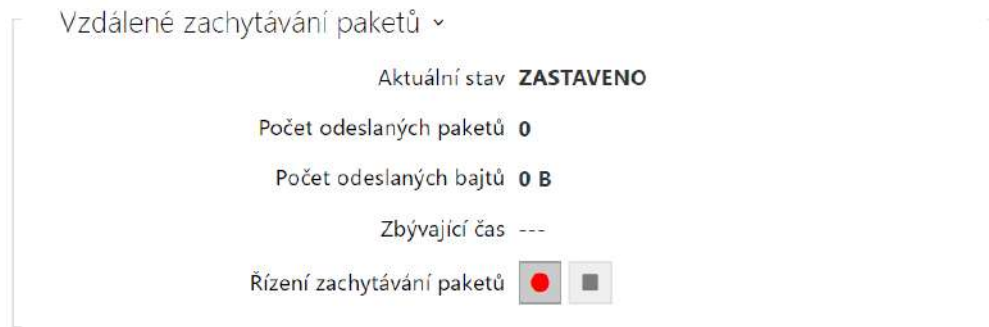 Vzdálené zachytávání paketů
Aktuální stav ZASTAVENO
Počet odeslaných paketů 0
Počet odeslaných bajtů 0 B
Zbývající čas ---
Řízení zachytávání paketů